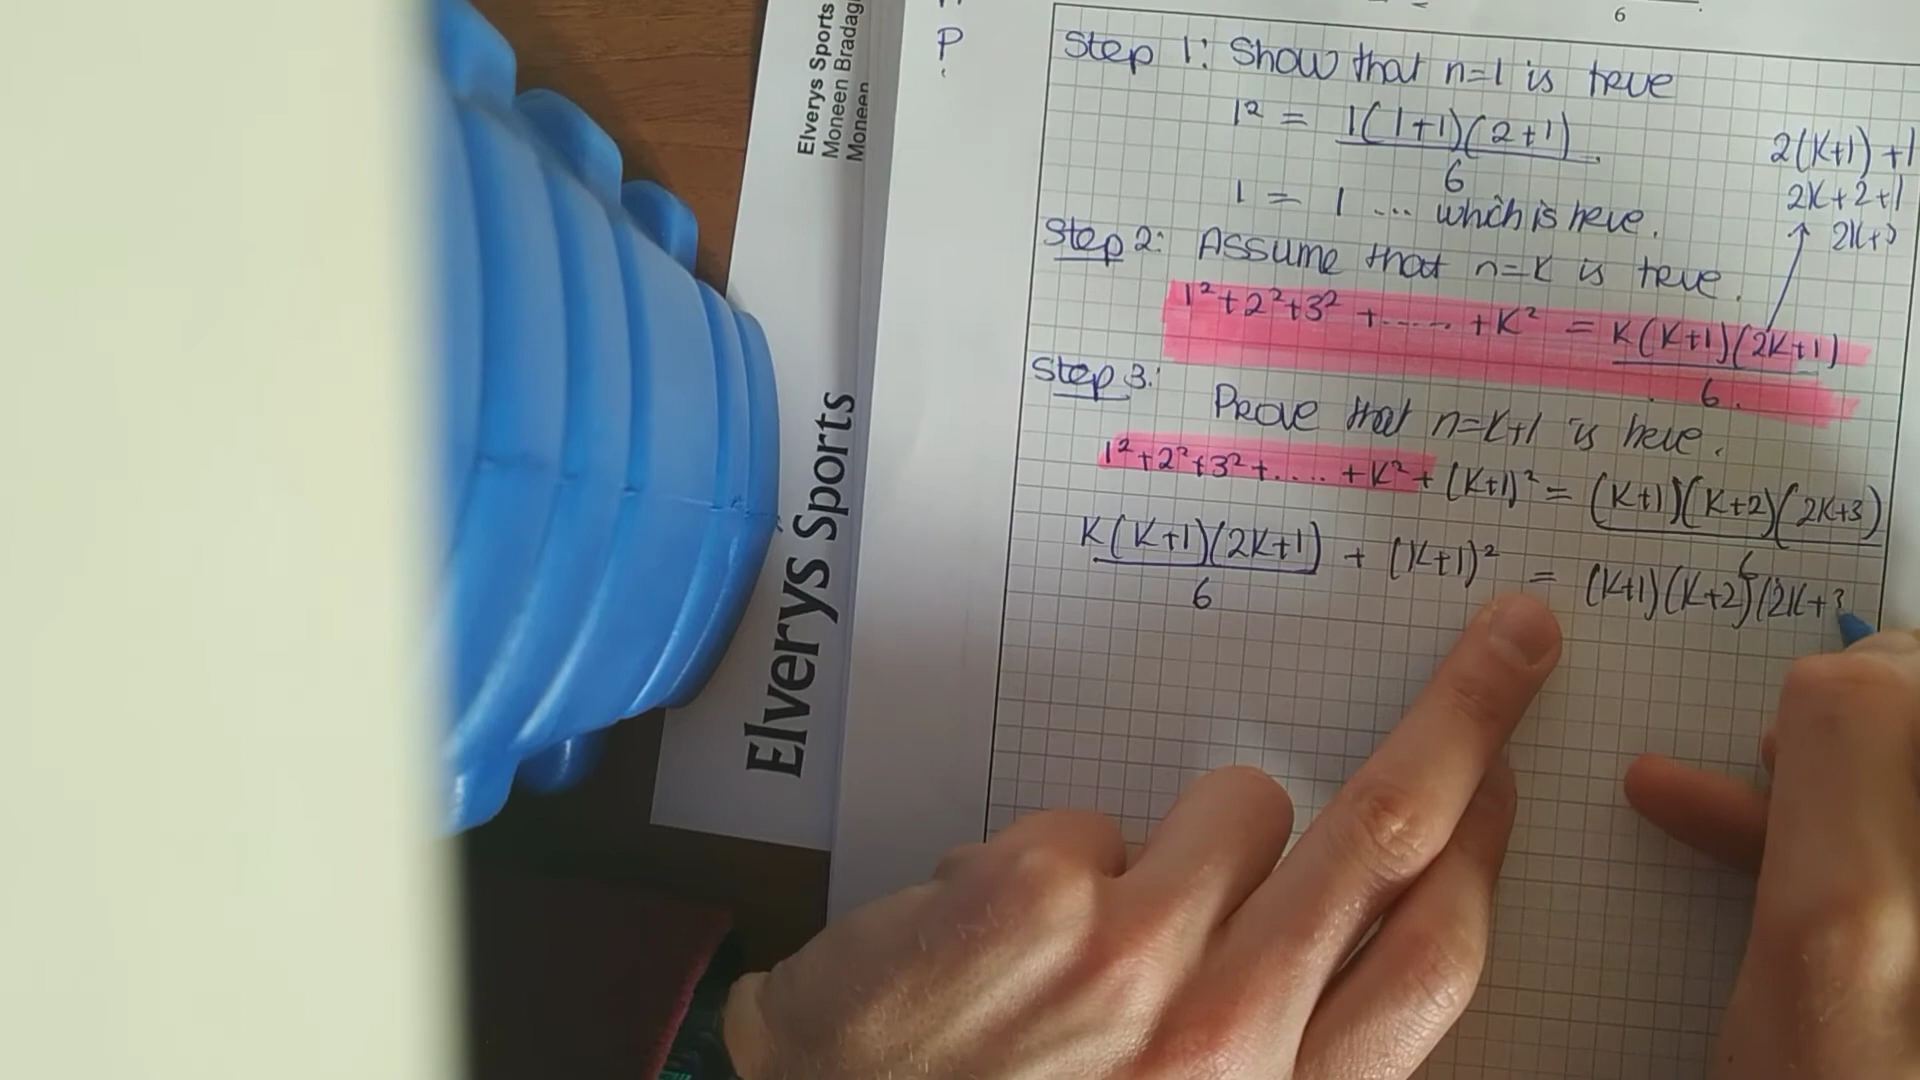 Elverys Sports
Moneen Bradag
Moneen
Elverys Sports
P
6
Step 1: Show that n=1 is true
1² = 1(1+1)(2+1)
6
1 = 1 ... which is true.
2(k+1)+1
2k+2+1
2k+3
Step 2: Assume that n=k is true.
1²+2²+3²+......+k² = k(k+1)(2k+1)
6.
Step 3:
Prove that n=k+1 is true.
1²+2²+3²+....+k²+(k+1)² = (k+1)(k+2)(2k+3)
6
k(k+1)(2k+1) + (k+1)² = (k+1)(k+2)(2k+3
6